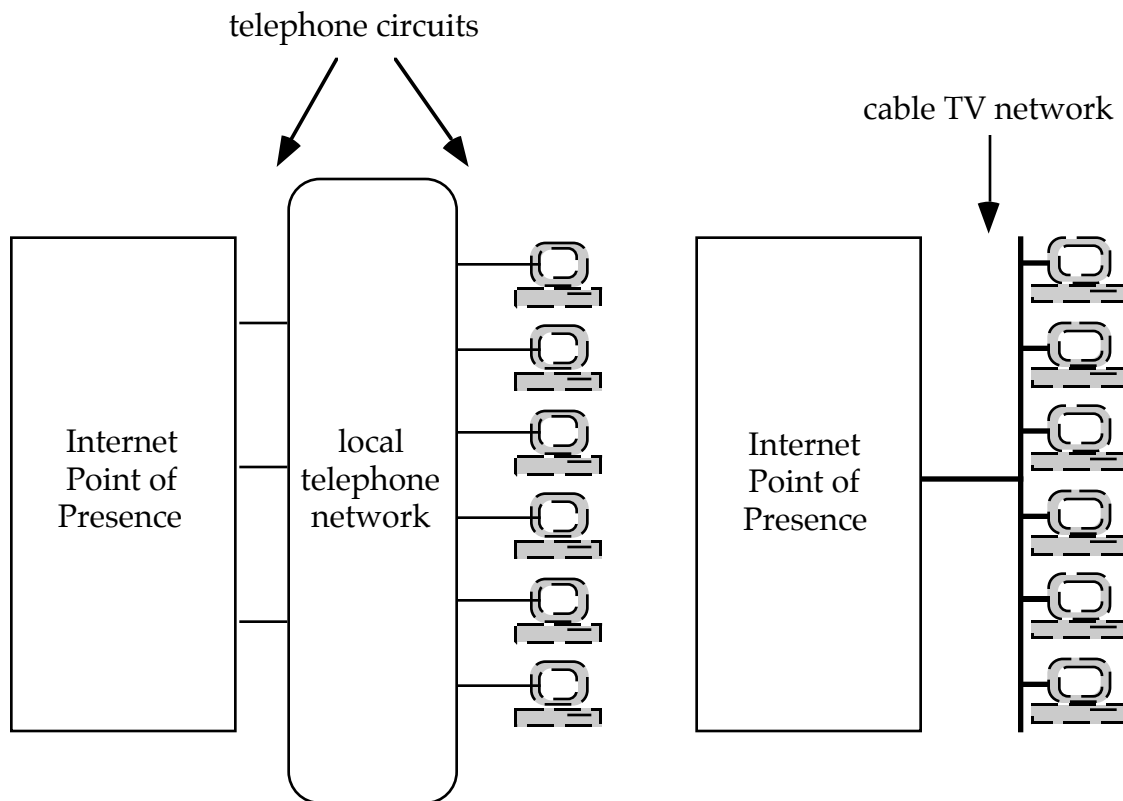 telephone circuits
cable TV network
Internet
Point of
Presence
local
telephone
network
Internet
Point of
Presence